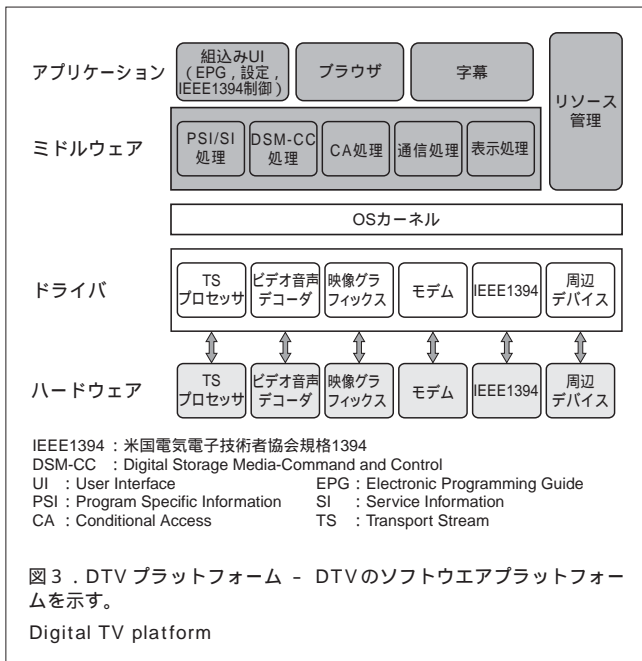 アプリケーション
組込みUI
（EPG，設定，
IEEE1394制御）
ブラウザ
字幕
リソース
管理
ミドルウェア
PSI/SI
処理
DSM-CC
処理
CA処理
通信処理
表示処理
OSカーネル
ドライバ
TS
プロセッサ
ビデオ音声
デコーダ
映像グラ
フィックス
モデム
IEEE1394
周辺
デバイス
ハードウェア
TS
プロセッサ
ビデオ音声
デコーダ
映像グラ
フィックス
モデム
IEEE1394
周辺
デバイス
IEEE1394：米国電気電子技術者協会規格1394
DSM-CC：Digital Storage Media-Command and Control
UI：User Interface EPG：Electronic Programming Guide
PSI：Program Specific Information SI：Service Information
CA：Conditional Access TS：Transport Stream
図3．DTVプラットフォーム － DTVのソフトウエアプラットフォー
ムを示す。
Digital TV platform